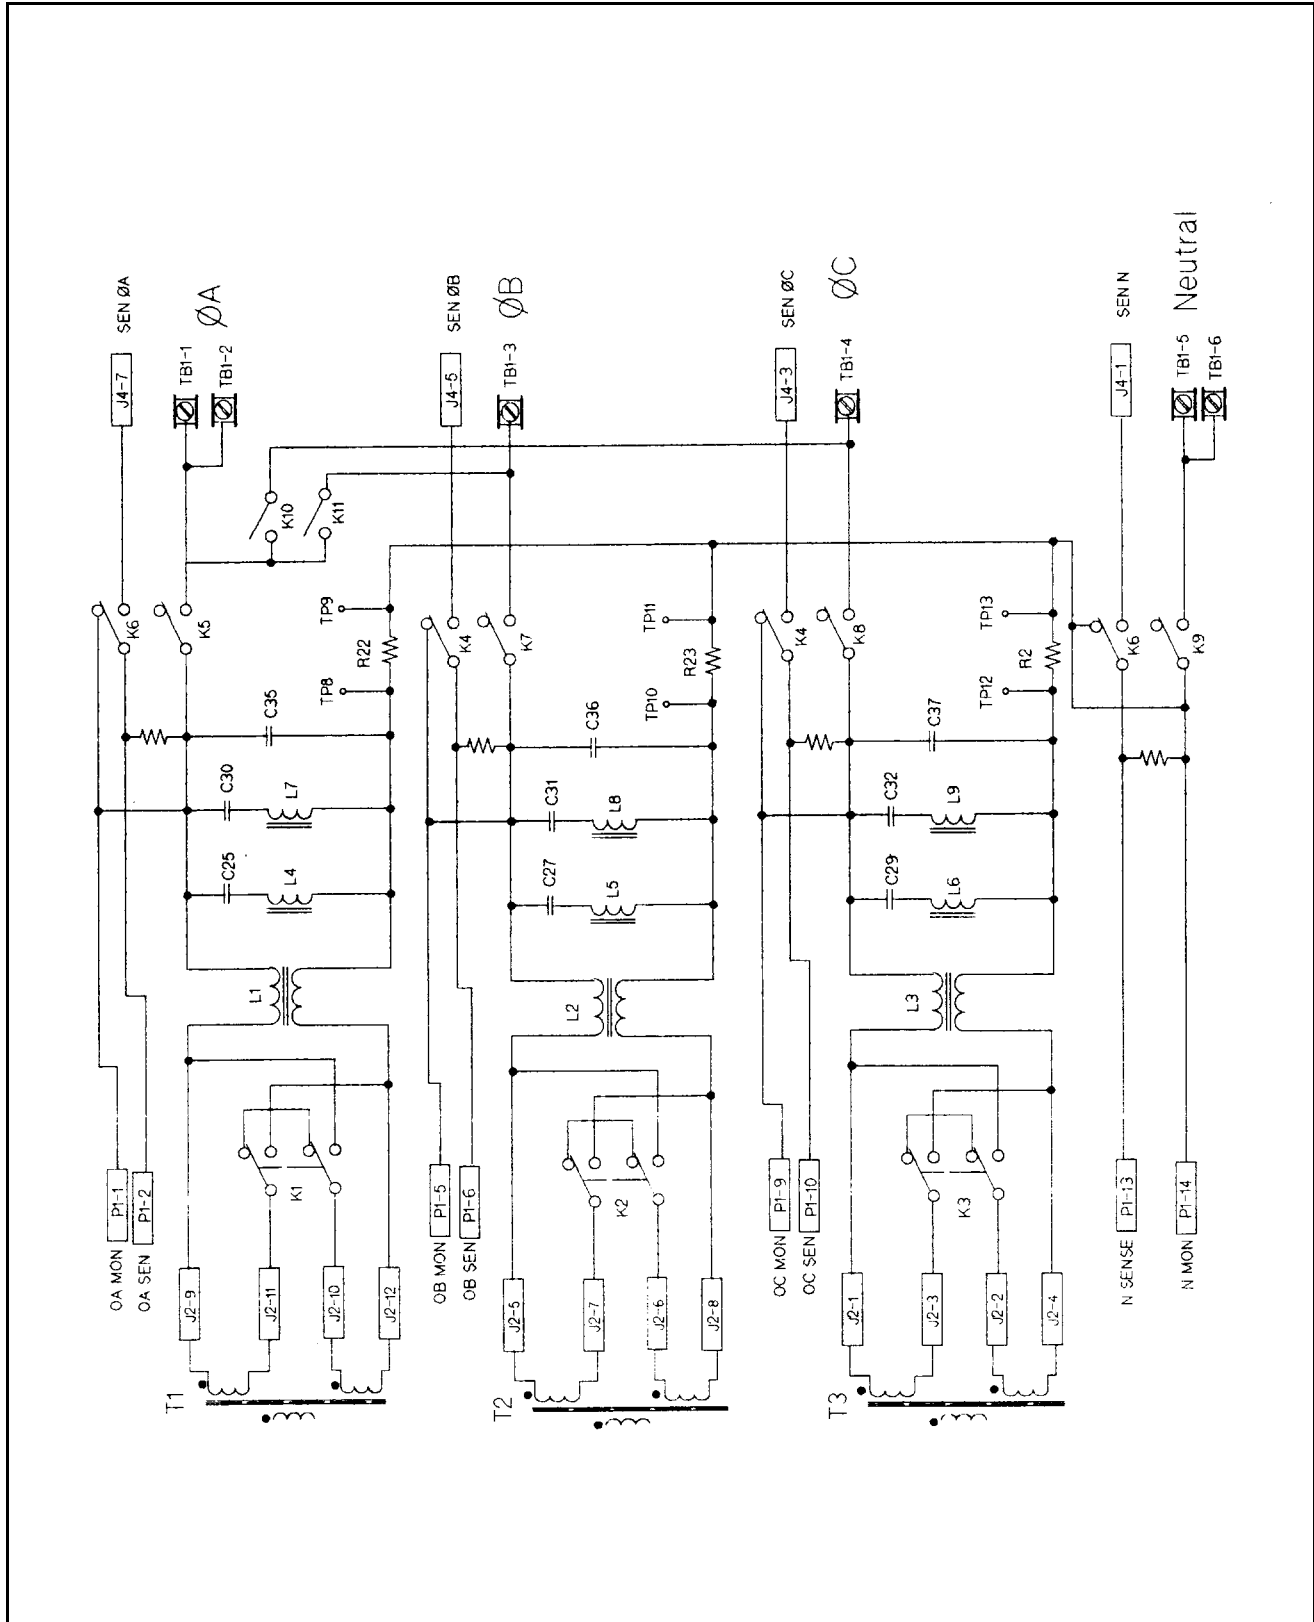 OA MON P1-1
OA SEN P1-2
K6
J4-7 SEN ØA
K5
TB1-1
TB1-2
ØA
J2-9
J2-11
J2-10
J2-12
T1
K1
L1
C25
L4
C30
L7
C35
TP8
R22
TP9
K10
K11
OB MON P1-5
OB SEN P1-6
K4
J4-5 SEN ØB
K7
TB1-3
ØB
J2-5
J2-7
J2-6
J2-8
T2
K2
L2
C27
L5
C31
L8
C36
TP10
R23
TP11
OC MON P1-9
OC SEN P1-10
K4
J4-3 SEN ØC
K8
TB1-4
ØC
J2-1
J2-3
J2-2
J2-4
T3
K3
L3
C29
L6
C32
L9
C37
TP12
R2
TP13
N SENSE P1-13
K6
J4-1 SEN N
N MON P1-14
K9
TB1-5
TB1-6
Neutral